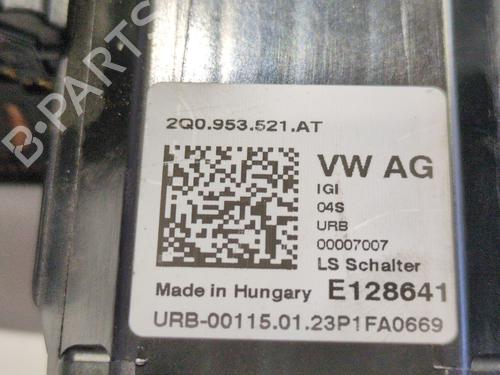 B-PARTS
2Q0.953.521.AT
VW AG
IGI
04S
URB
00007007
LS Schalter
Made in Hungary E128641
URB-00115.01.23P1FA0669